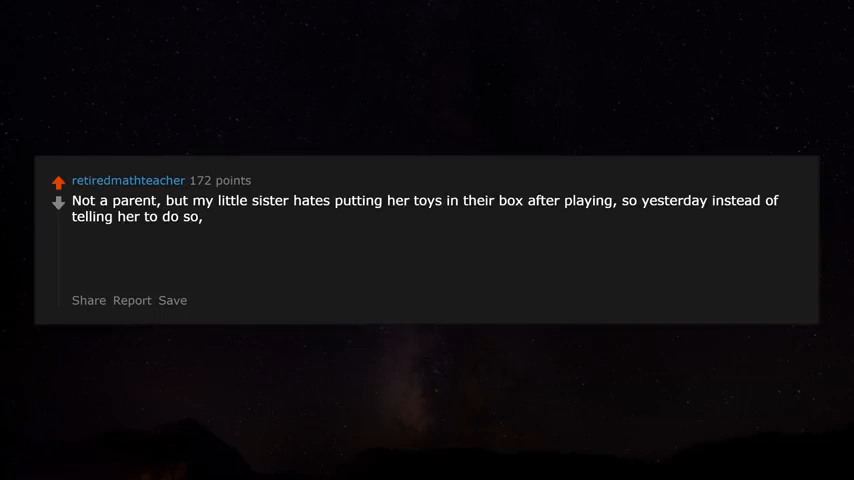 retiredmathteacher 172 points
Not a parent, but my little sister hates putting her toys in their box after playing, so yesterday instead of
telling her to do so,
Share Report Save